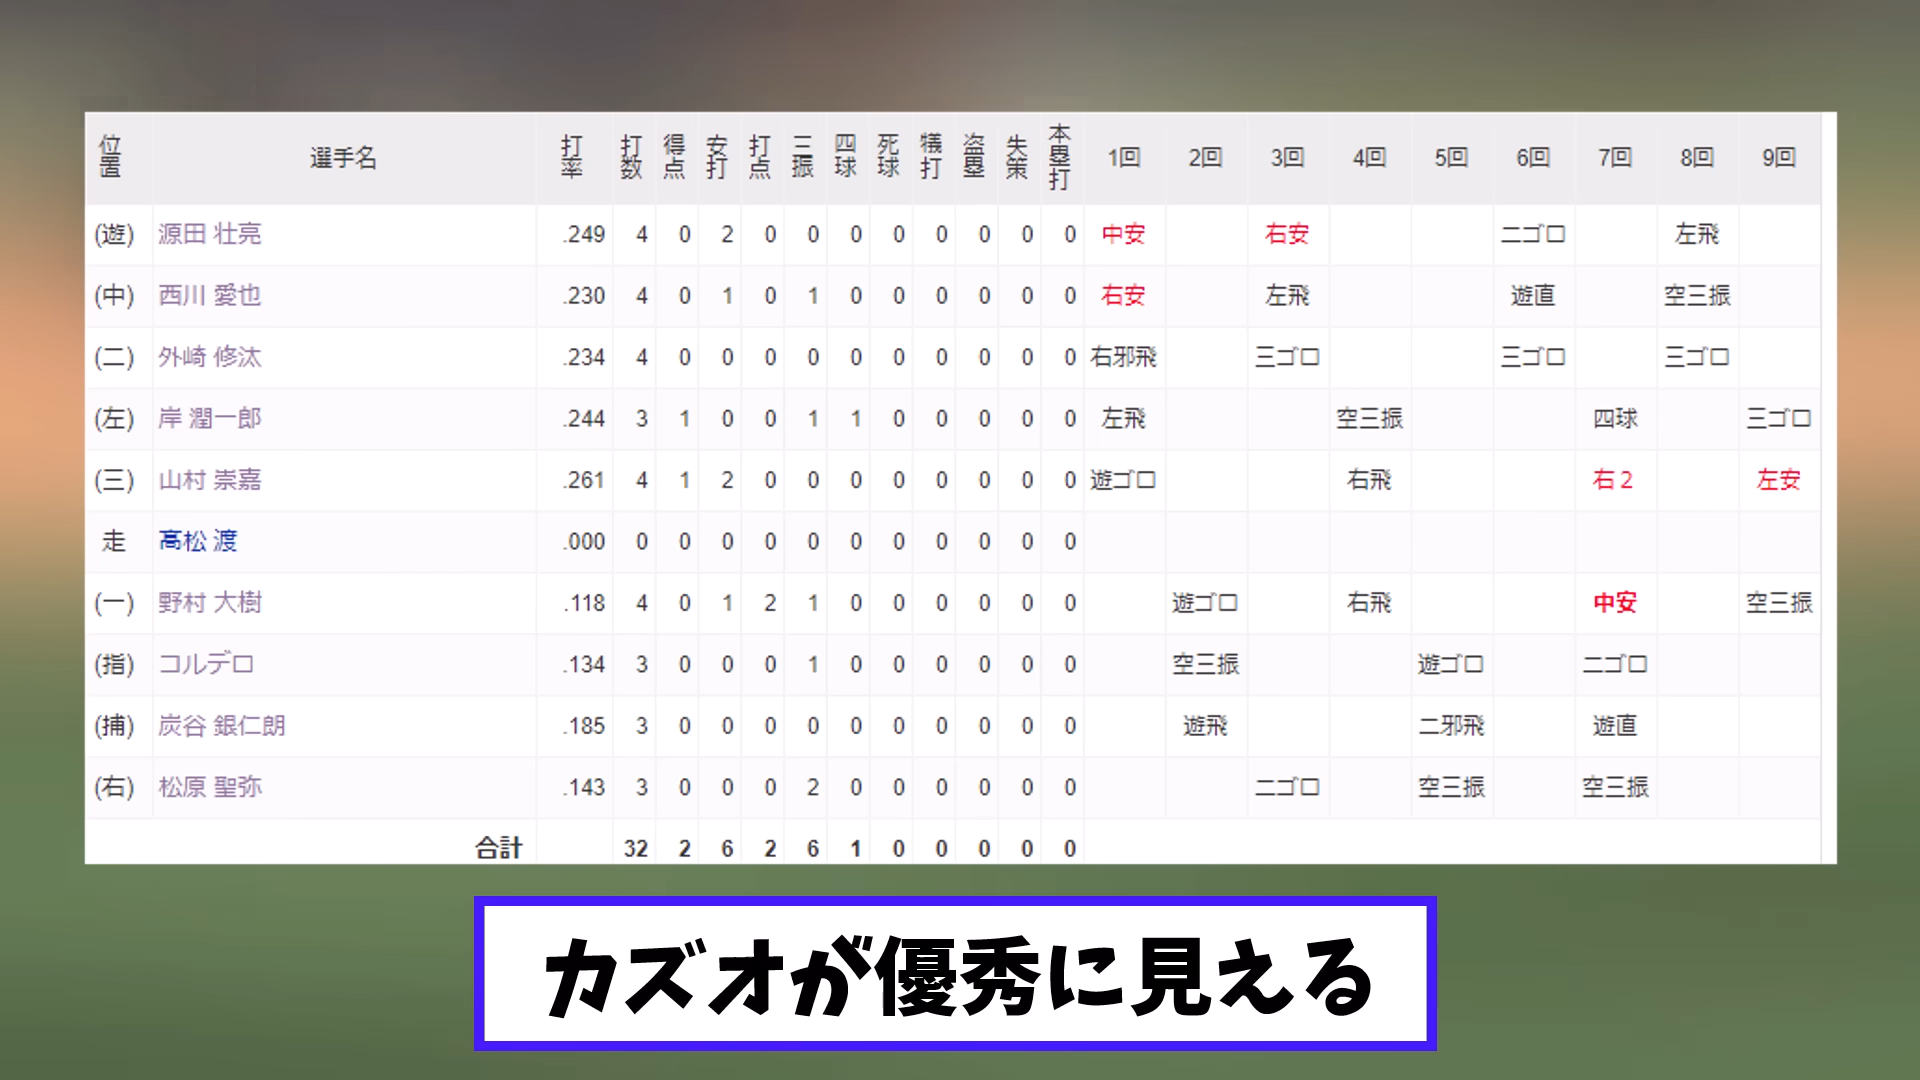 位置 選手名 打率 打数 得点 安打 打点 三振 四球 死球 犠打 盗塁 失策 本塁打 1回 2回 3回 4回 5回 6回 7回 8回 9回
(遊) 源田 壮亮 .249 4 0 2 0 0 0 0 0 0 0 0 中安 右安 二ゴロ 左飛
(中) 西川 愛也 .230 4 0 1 0 1 0 0 0 0 0 0 右安 左飛 遊直 空三振
(二) 外崎 修汰 .234 4 0 0 0 0 0 0 0 0 0 0 右邪飛 三ゴロ 三ゴロ 三ゴロ
(左) 岸 潤一郎 .244 3 1 0 0 1 1 0 0 0 0 0 左飛 空三振 四球 三ゴロ
(三) 山村 崇嘉 .261 4 1 2 0 0 0 0 0 0 0 0 遊ゴロ 右飛 右２ 左安
走 高松 渡 .000 0 0 0 0 0 0 0 0 0 0 0
(一) 野村 大樹 .118 4 0 1 2 1 0 0 0 0 0 0 遊ゴロ 右飛 中安 空三振
(指) コルデロ .134 3 0 0 0 1 0 0 0 0 0 0 空三振 遊ゴロ 二ゴロ
(捕) 炭谷 銀仁朗 .185 3 0 0 0 0 0 0 0 0 0 0 遊飛 二邪飛 遊直
(右) 松原 聖弥 .143 3 0 0 0 2 0 0 0 0 0 0 二ゴロ 空三振 空三振
合計 32 2 6 2 6 1 0 0 0 0 0
カズオが優秀に見える